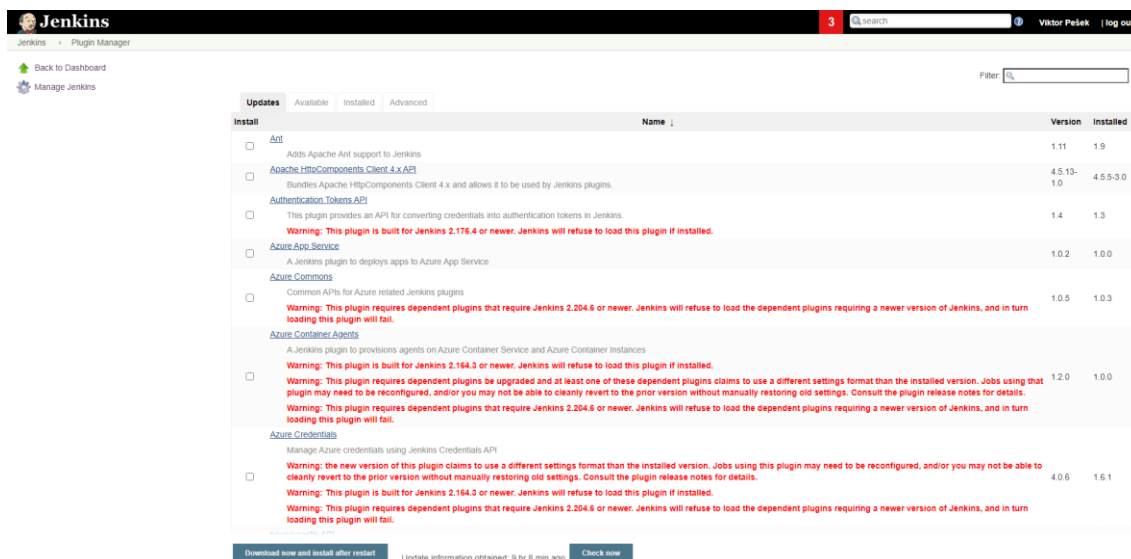 Jenkins
3
search
Viktor Pešek
| log ou
Jenkins
Plugin Manager
Back to Dashboard
Manage Jenkins
Filter:
Updates
Available
Installed
Advanced
Install
Name ↓
Version
Installed
Ant
Adds Apache Ant support to Jenkins
1.11
1.9
Apache HttpComponents Client 4.x API
Bundles Apache HttpComponents Client 4.x and allows it to be used by Jenkins plugins.
4.5.13-
1.0
4.5.5-3.0
Authentication Tokens API
This plugin provides an API for converting credentials into authentication tokens in Jenkins.
Warning: This plugin is built for Jenkins 2.176.4 or newer. Jenkins will refuse to load this plugin if installed.
1.4
1.3
Azure App Service
A Jenkins plugin to deploys apps to Azure App Service
1.0.2
1.0.0
Azure Commons
Common APIs for Azure related Jenkins plugins
Warning: This plugin requires dependent plugins that require Jenkins 2.204.6 or newer. Jenkins will refuse to load the dependent plugins requiring a newer version of Jenkins, and in turn
loading this plugin will fail.
1.0.5
1.0.3
Azure Container Agents
A Jenkins plugin to provisions agents on Azure Container Service and Azure Container Instances
Warning: This plugin is built for Jenkins 2.164.3 or newer. Jenkins will refuse to load this plugin if installed.
Warning: This plugin requires dependent plugins be upgraded and at least one of these dependent plugins claims to use a different settings format than the installed version. Jobs using that
plugin may need to be reconfigured, and/or you may not be able to cleanly revert to the prior version without manually restoring old settings. Consult the plugin release notes for details.
Warning: This plugin requires dependent plugins that require Jenkins 2.204.6 or newer. Jenkins will refuse to load the dependent plugins requiring a newer version of Jenkins, and in turn
loading this plugin will fail.
1.2.0
1.0.0
Azure Credentials
Manage Azure credentials using Jenkins Credentials API
Warning: the new version of this plugin claims to use a different settings format than the installed version. Jobs using this plugin may need to be reconfigured, and/or you may not be able to
cleanly revert to the prior version without manually restoring old settings. Consult the plugin release notes for details.
Warning: This plugin is built for Jenkins 2.164.3 or newer. Jenkins will refuse to load this plugin if installed.
Warning: This plugin requires dependent plugins that require Jenkins 2.204.6 or newer. Jenkins will refuse to load the dependent plugins requiring a newer version of Jenkins, and in turn
loading this plugin will fail.
4.0.6
1.6.1
Download now and install after restart
Update information obtained: 9 hr 8 min ago
Check now